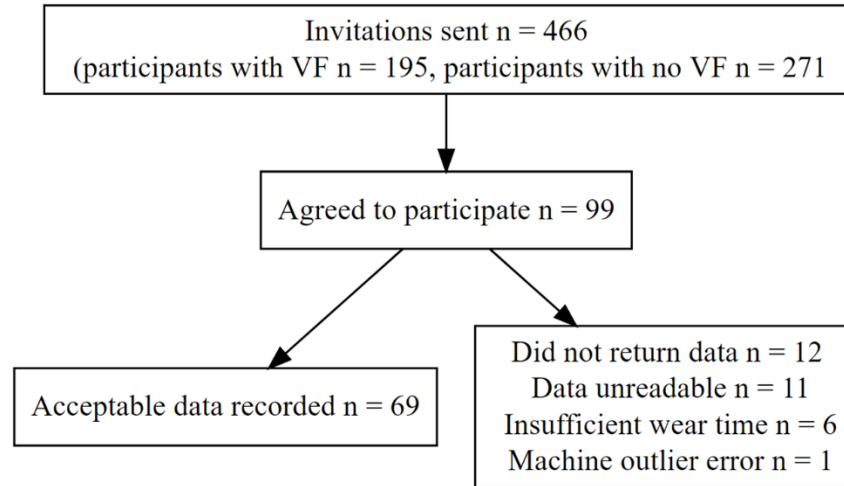 Invitations sent n = 466
(participants with VF n = 195, participants with no VF n = 271
Agreed to participate n = 99
Acceptable data recorded n = 69
Did not return data n = 12
Data unreadable n = 11
Insufficient wear time n = 6
Machine outlier error n = 1